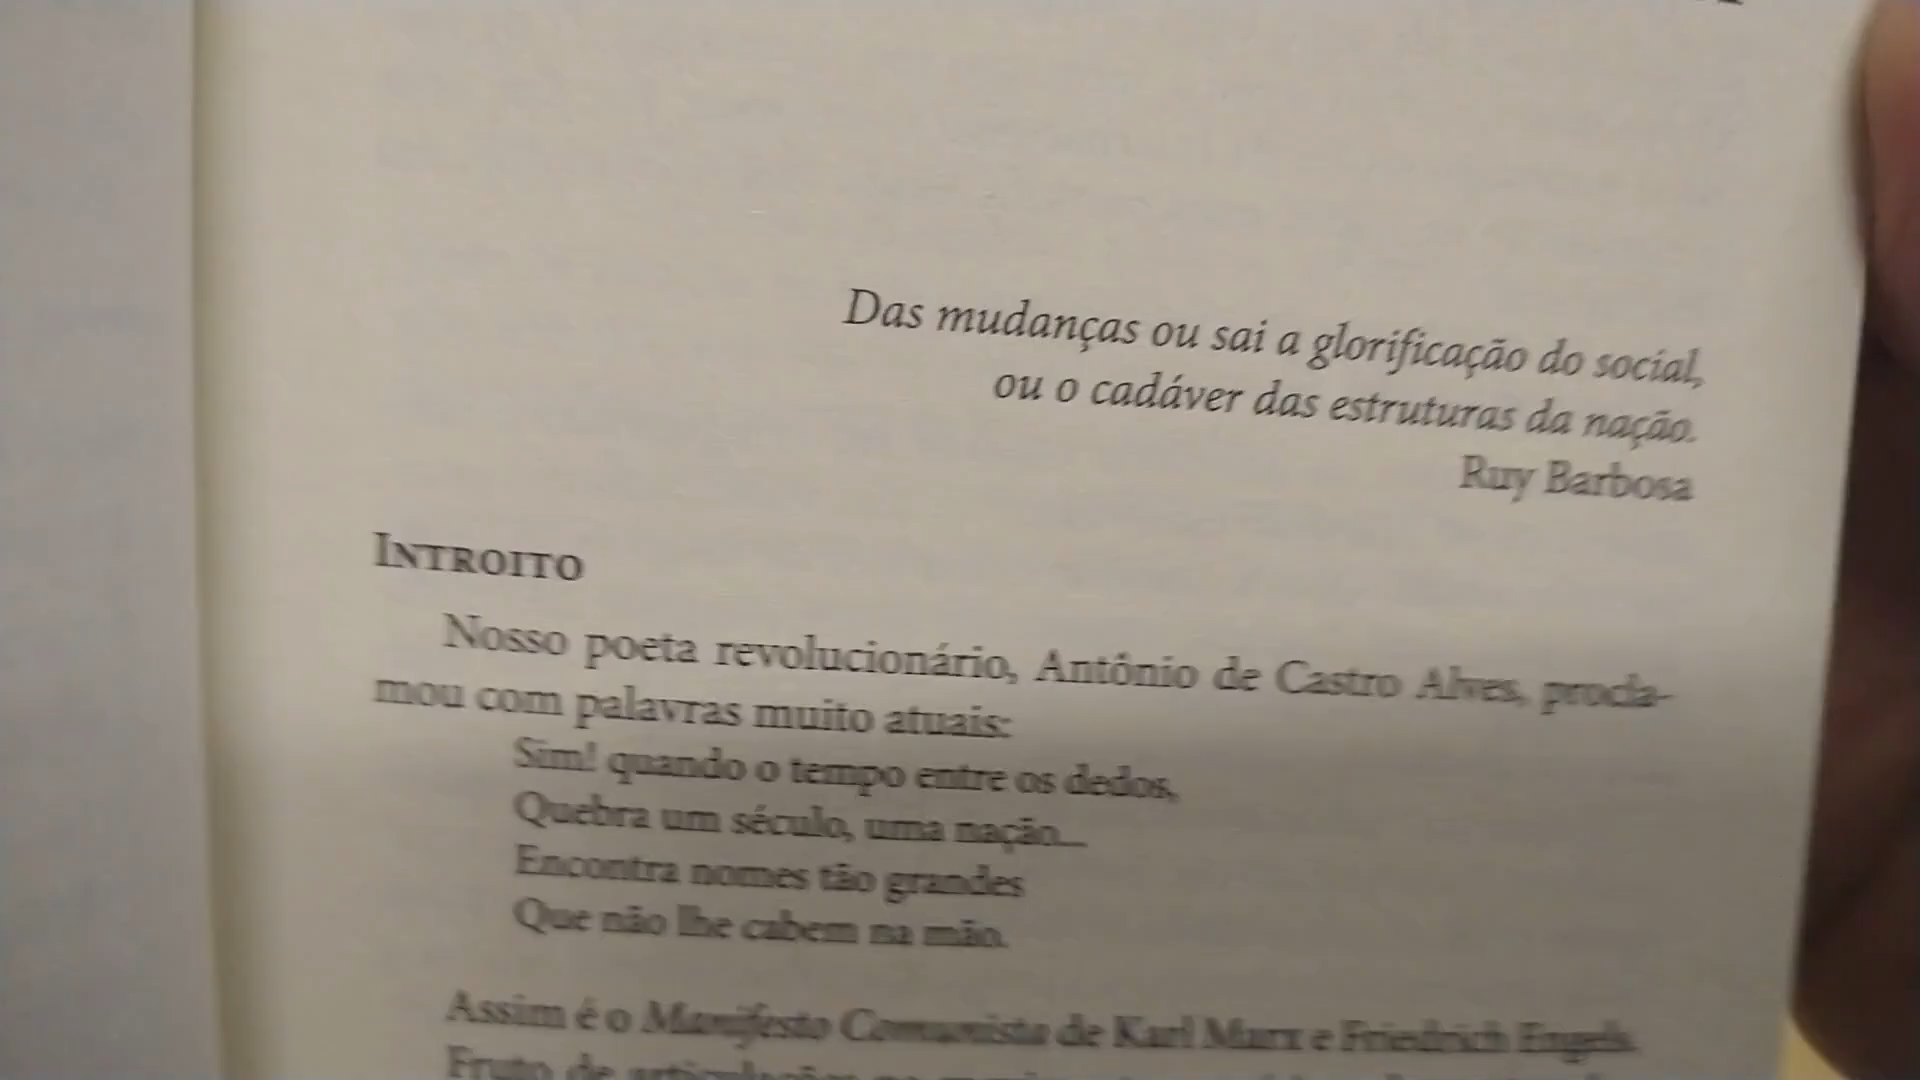 Das mudanças ou sai a glorificação do social,
ou o cadáver das estruturas da nação.
Ruy Barbosa
INTROITO
Nosso poeta revolucionário, Antônio de Castro Alves, procla-
mou com palavras muito atuais:
Sim! quando o tempo entre os dedos,
Quebra um século, uma nação...
Encontra nomes tão grandes
Que não lhe cabem na mão.
Assim é o Manifesto Comunista de Karl Marx e Friedrich Engels.
Fruto de articulações